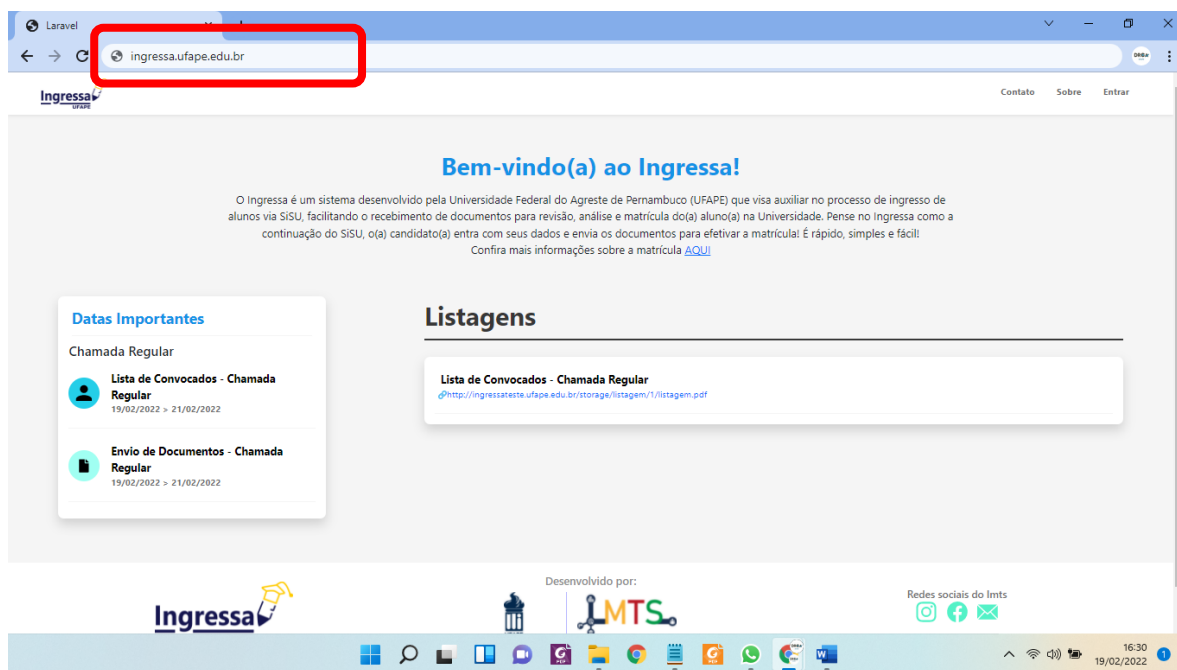 Laravel
ingressa.ufape.edu.br
Ingressa
UFAPE
Contato Sobre Entrar
Bem-vindo(a) ao Ingressa!
O Ingressa é um sistema desenvolvido pela Universidade Federal do Agreste de Pernambuco (UFAPE) que visa auxiliar no processo de ingresso de
alunos via SiSU, facilitando o recebimento de documentos para revisão, análise e matrícula do(a) aluno(a) na Universidade. Pense no Ingressa como a
continuação do SiSU, o(a) candidato(a) entra com seus dados e envia os documentos para efetivar a matrícula! É rápido, simples e fácil!
Confira mais informações sobre a matrícula AQUI
Datas Importantes
Chamada Regular
Lista de Convocados - Chamada
Regular
19/02/2022 > 21/02/2022
Envio de Documentos - Chamada
Regular
19/02/2022 > 21/02/2022
Listagens
Lista de Convocados - Chamada Regular
http://ingressateste.ufape.edu.br/storage/listagem/1/listagem.pdf
Ingressa
Desenvolvido por:
LMTS
Redes sociais do lmts
16:30
19/02/2022
1